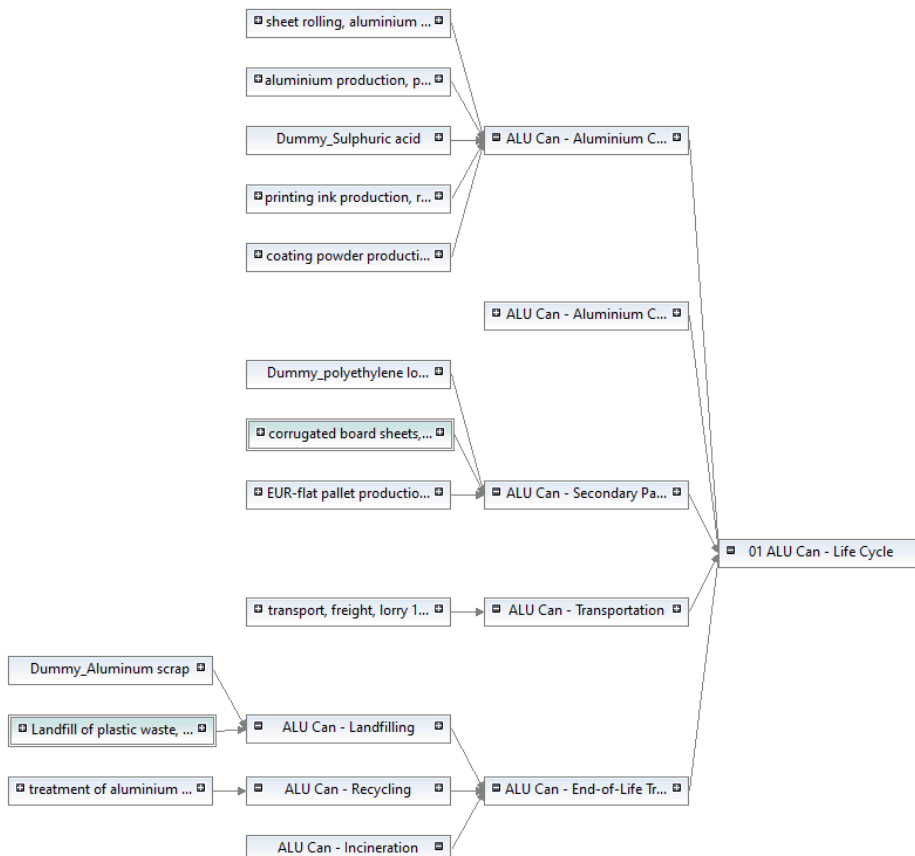 sheet rolling, aluminium ...
aluminium production, p...
Dummy_Sulphuric acid
ALU Can - Aluminium C...
printing ink production, r...
coating powder producti...
ALU Can - Aluminium C...
Dummy_polyethylene lo...
corrugated board sheets,...
EUR-flat pallet productio...
ALU Can - Secondary Pa...
01 ALU Can - Life Cycle
transport, freight, lorry 1...
ALU Can - Transportation
Dummy_Aluminum scrap
Landfill of plastic waste, ...
ALU Can - Landfilling
treatment of aluminium ...
ALU Can - Recycling
ALU Can - End-of-Life Tr...
ALU Can - Incineration